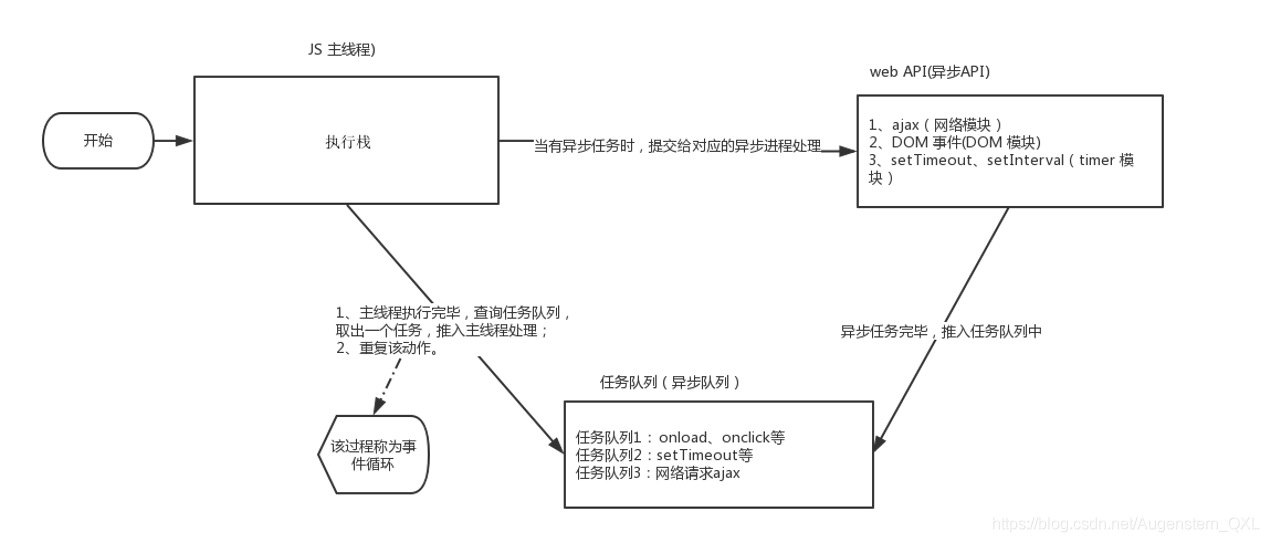 JS 主线程)
web API(异步API)
开始
执行栈
当有异步任务时，提交给对应的异步进程处理
1、ajax（网络模块）
2、DOM 事件(DOM 模块)
3、setTimeout、setInterval（timer 模
块）
1、主线程执行完毕，查询任务队列，
取出一个任务，推入主线程处理；
2、重复该动作。
异步任务完毕，推入任务队列中
任务队列（异步队列）
该过程称为事
件循环
任务队列1：onload、onclick等
任务队列2：setTimeout等
任务队列3：网络请求ajax
https://blog.csdn.net/Augenstern_QXL